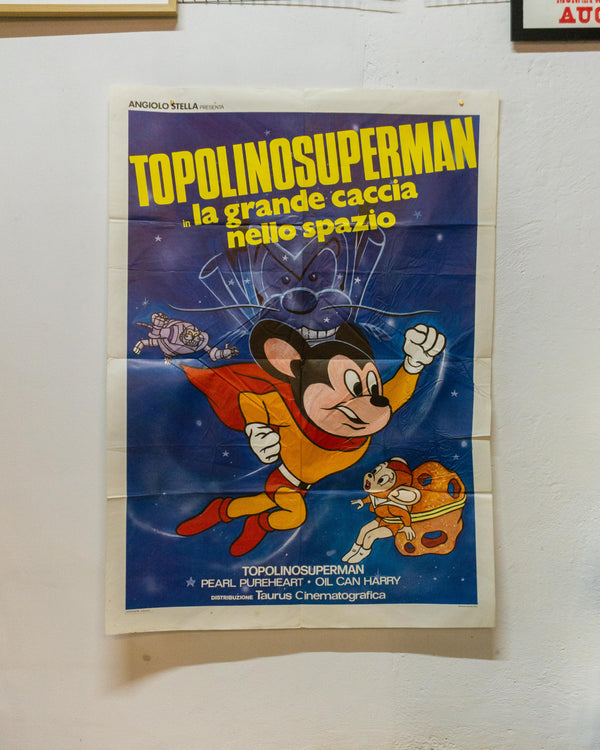 AUG
ANGIOLO STELLA PRESENTA
TOPOLINOSUPERMAN
in la grande caccia
nello spazio
TOPOLINOSUPERMAN
PEARL PUREHEART • OIL CAN HARRY
DISTRIBUZIONE Taurus Cinematografica